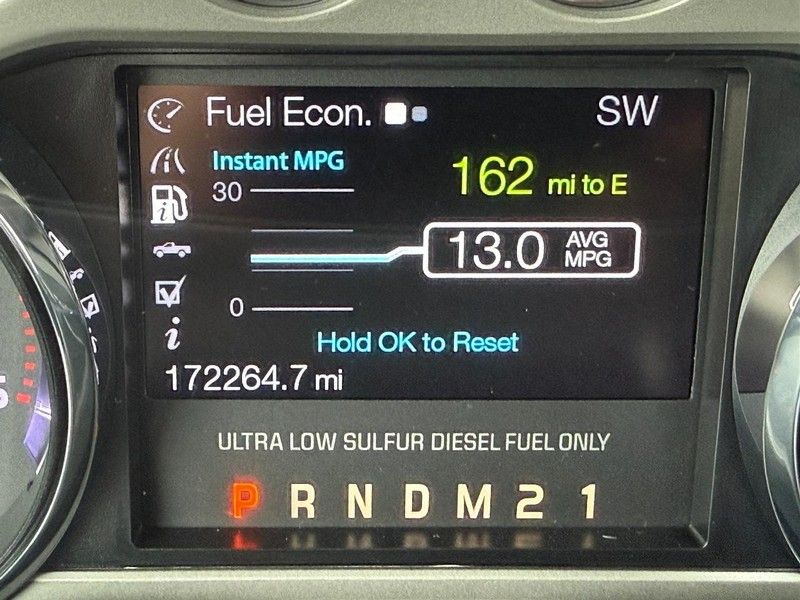 Fuel Econ. SW
Instant MPG
162 mi to E
30
13.0 AVG MPG
0
Hold OK to Reset
172264.7 mi
ULTRA LOW SULFUR DIESEL FUEL ONLY
P R N D M 2 1